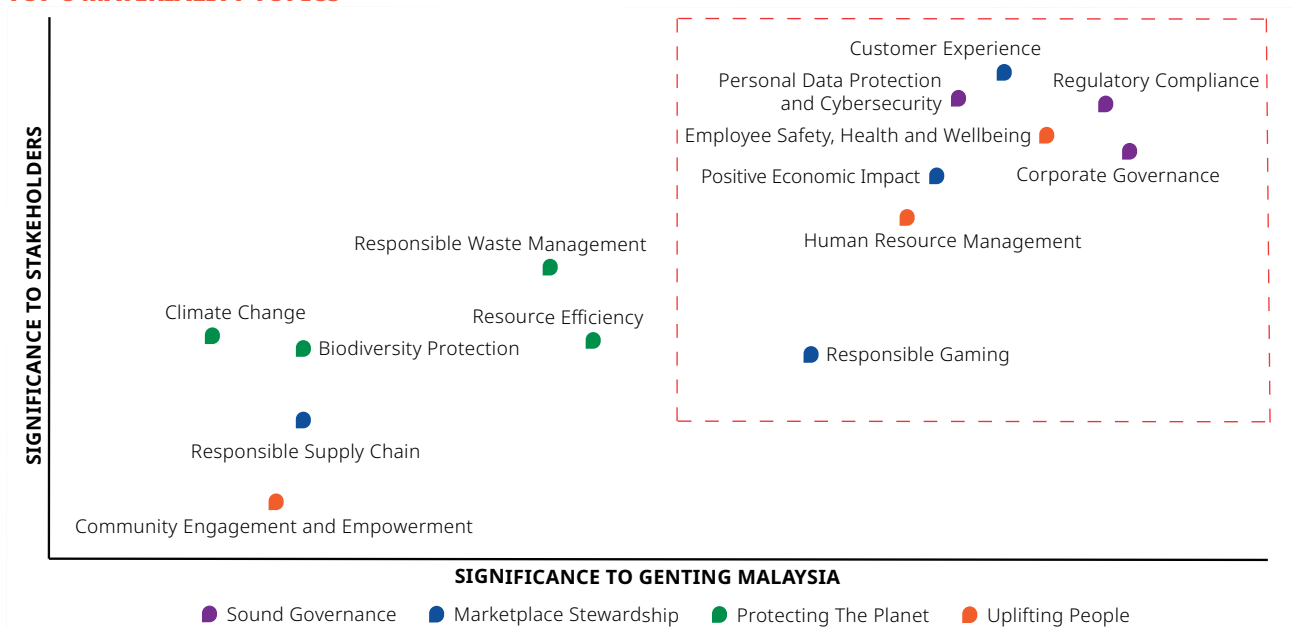 Customer Experience
Personal Data Protection
and Cybersecurity
Regulatory Compliance
Employee Safety, Health and Wellbeing
Positive Economic Impact
Corporate Governance
Human Resource Management
Responsible Waste Management
Climate Change
Resource Efficiency
Biodiversity Protection
Responsible Gaming
Responsible Supply Chain
Community Engagement and Empowerment
SIGNIFICANCE TO STAKEHOLDERS
SIGNIFICANCE TO GENTING MALAYSIA
Sound Governance
Marketplace Stewardship
Protecting The Planet
Uplifting People